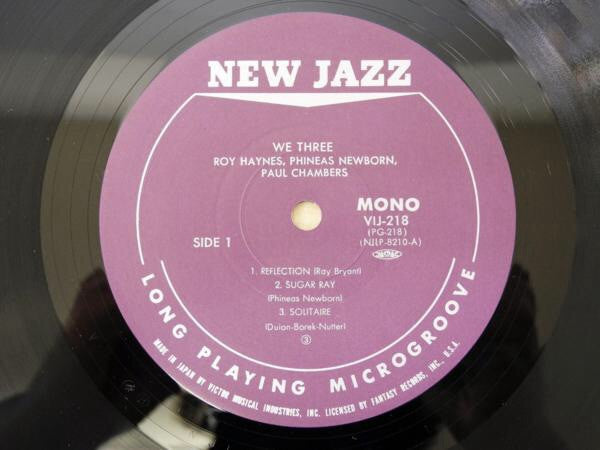 NEW JAZZ
WE THREE
ROY HAYNES, PHINEAS NEWBORN,
PAUL CHAMBERS
MONO
VIJ-218
(PG-218)
(NJLP-8210-A)
SIDE 1
1. REFLECTION (Ray Bryant)
2. SUGAR RAY
(Phineas Newborn)
3. SOLITAIRE
(Duian-Borek-Nutter)
③
LONG PLAYING MICROGROOVE
MADE IN JAPAN BY VICTOR MUSICAL INDUSTRIES, INC. LICENSED BY FANTASY RECORDS, INC., U.S.A.